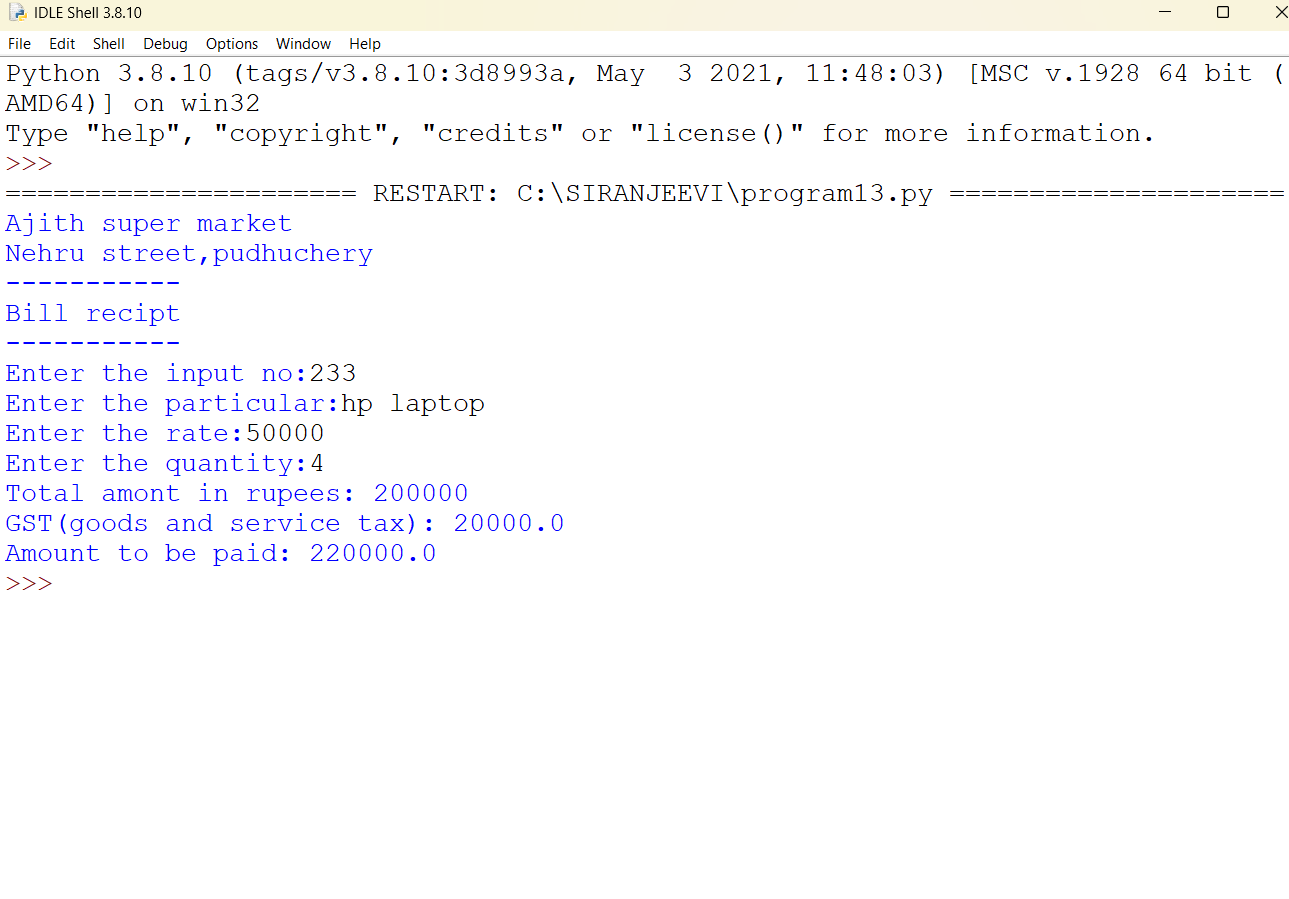 IDLE Shell 3.8.10
File Edit Shell Debug Options Window Help
Python 3.8.10 (tags/v3.8.10:3d8993a, May  3 2021, 11:48:03) [MSC v.1928 64 bit (
AMD64)] on win32
Type "help", "copyright", "credits" or "license()" for more information.
>>>
====================== RESTART: C:\SIRANJEEVI\program13.py =====================
Ajith super market
Nehru street,pudhuchery
-----------
Bill recipt
-----------
Enter the input no:233
Enter the particular:hp laptop
Enter the rate:50000
Enter the quantity:4
Total amont in rupees: 200000
GST(goods and service tax): 20000.0
Amount to be paid: 220000.0
>>>